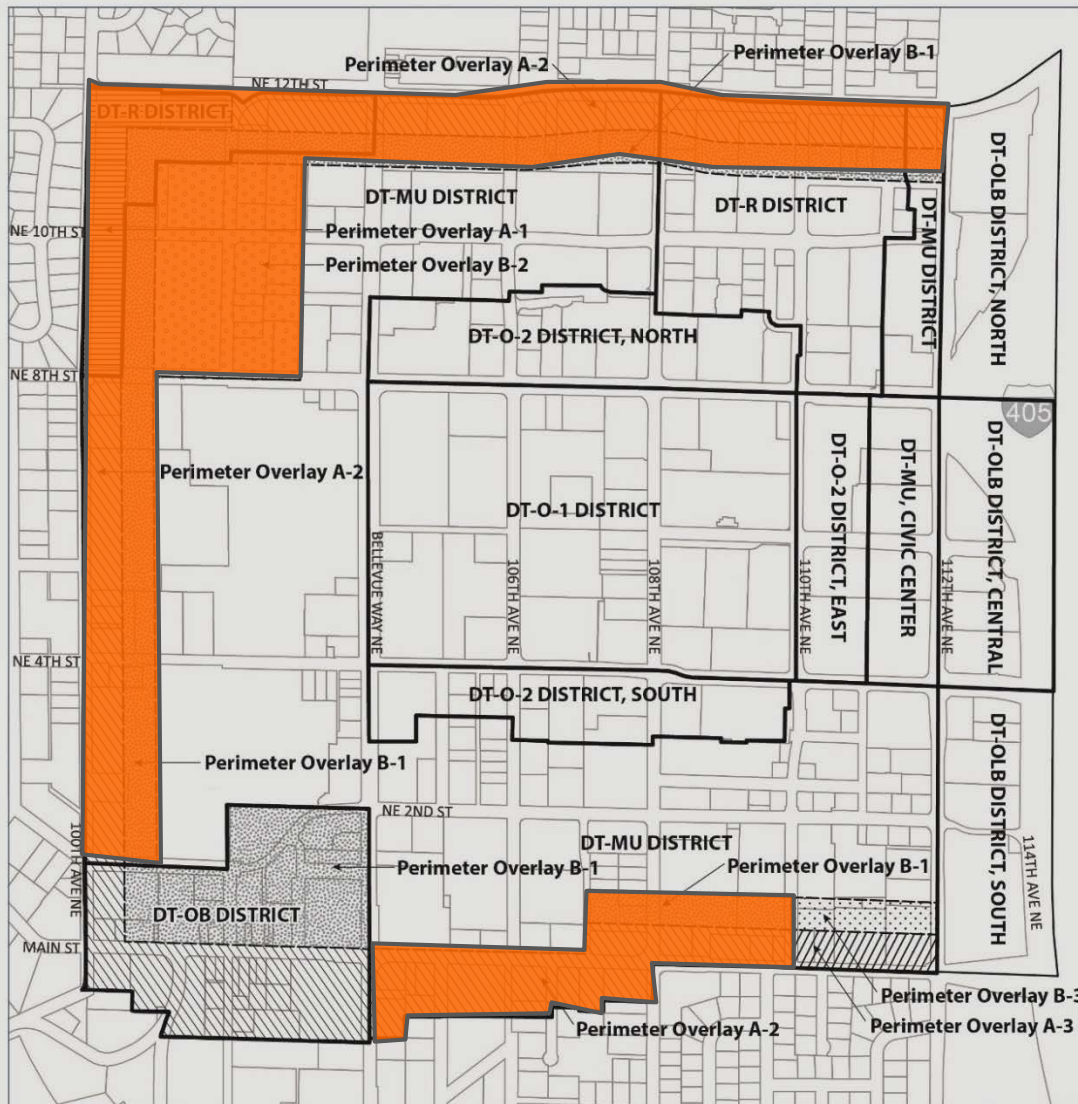 Perimeter Overlay B-1
Perimeter Overlay A-2
NE 12TH ST
DT-R DISTRICT
DT-OLB DISTRICT, NORTH
DT-MU DISTRICT
DT-R DISTRICT
DT-MU DISTRICT
NE 10TH ST
Perimeter Overlay A-1
Perimeter Overlay B-2
DT-O-2 DISTRICT, NORTH
NE 8TH ST
405
Perimeter Overlay A-2
DT-O-1 DISTRICT
DT-O-2 DISTRICT, EAST
DT-MU, CIVIC CENTER
DT-OLB DISTRICT, CENTRAL
BELLEVUE WAY NE
106TH AVE NE
108TH AVE NE
110TH AVE NE
112TH AVE NE
NE 4TH ST
DT-O-2 DISTRICT, SOUTH
DT-OLB DISTRICT, SOUTH
Perimeter Overlay B-1
NE 2ND ST
100TH AVE NE
DT-MU DISTRICT
114TH AVE NE
Perimeter Overlay B-1
Perimeter Overlay B-1
DT-OB DISTRICT
MAIN ST
Perimeter Overlay B-3
Perimeter Overlay A-2
Perimeter Overlay A-3